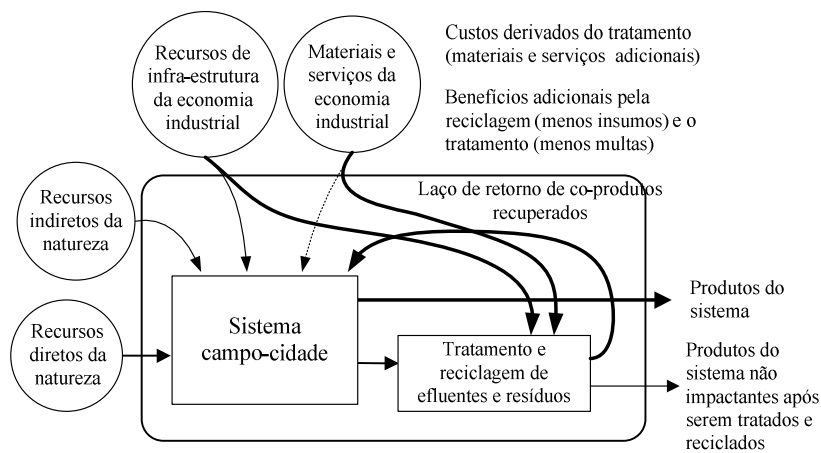 Recursos de
infra-estrutura
da economia
industrial
Materiais e
serviços da
economia
industrial
Custos derivados do tratamento
(materiais e serviços adicionais)
Benefícios adicionais pela
reciclagem (menos insumos) e o
tratamento (menos multas)
Recursos
indiretos da
natureza
Laço de retorno de co-produtos
recuperados
Recursos
diretos da
natureza
Sistema
campo-cidade
Tratamento e
reciclagem de
efluentes e resíduos
Produtos do
sistema
Produtos do
sistema não
impactantes após
serem tratados e
reciclados